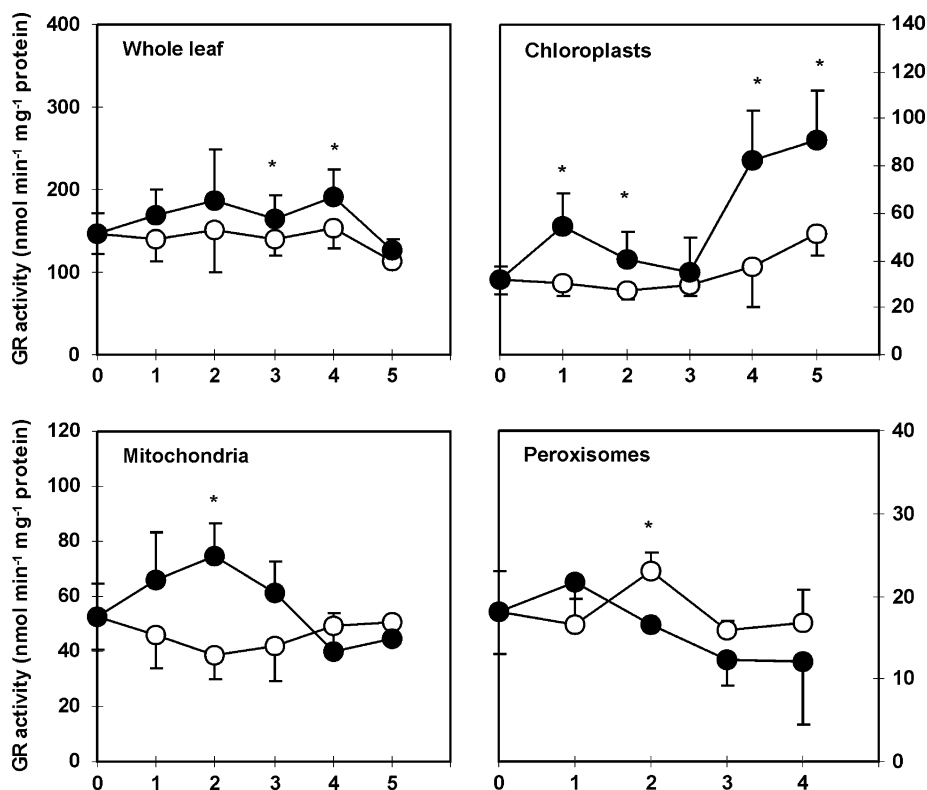 GR activity (nmol min⁻¹ mg⁻¹ protein)
Whole leaf
400
300
200
100
0
* *
0 1 2 3 4 5
Chloroplasts
140
120
100
80
60
40
20
0
* * * *
0 1 2 3 4 5
GR activity (nmol min⁻¹ mg⁻¹ protein)
Mitochondria
120
100
80
60
40
20
0
*
0 1 2 3 4 5
Peroxisomes
40
30
20
10
0
*
0 1 2 3 4